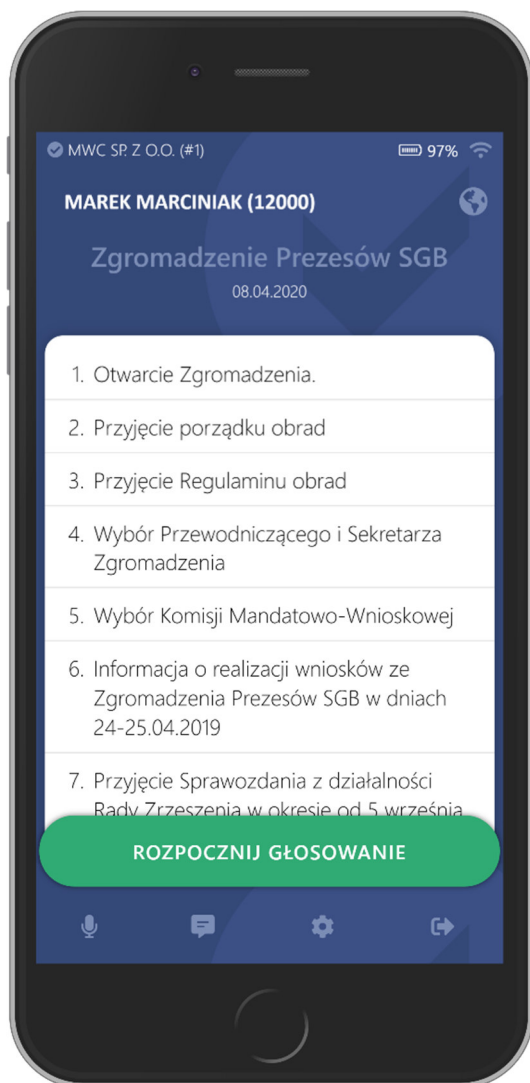 MWC SP. Z O.O. (#1) 97%
MAREK MARCINIAK (12000)
Zgromadzenie Prezesów SGB
08.04.2020
1. Otwarcie Zgromadzenia.
2. Przyjęcie porządku obrad
3. Przyjęcie Regulaminu obrad
4. Wybór Przewodniczącego i Sekretarza
Zgromadzenia
5. Wybór Komisji Mandatowo-Wnioskowej
6. Informacja o realizacji wniosków ze
Zgromadzenia Prezesów SGB w dniach
24-25.04.2019
7. Przyjęcie Sprawozdania z działalności
Rady Zrzeszenia w okresie od 5 września
ROZPOCZNIJ GŁOSOWANIE